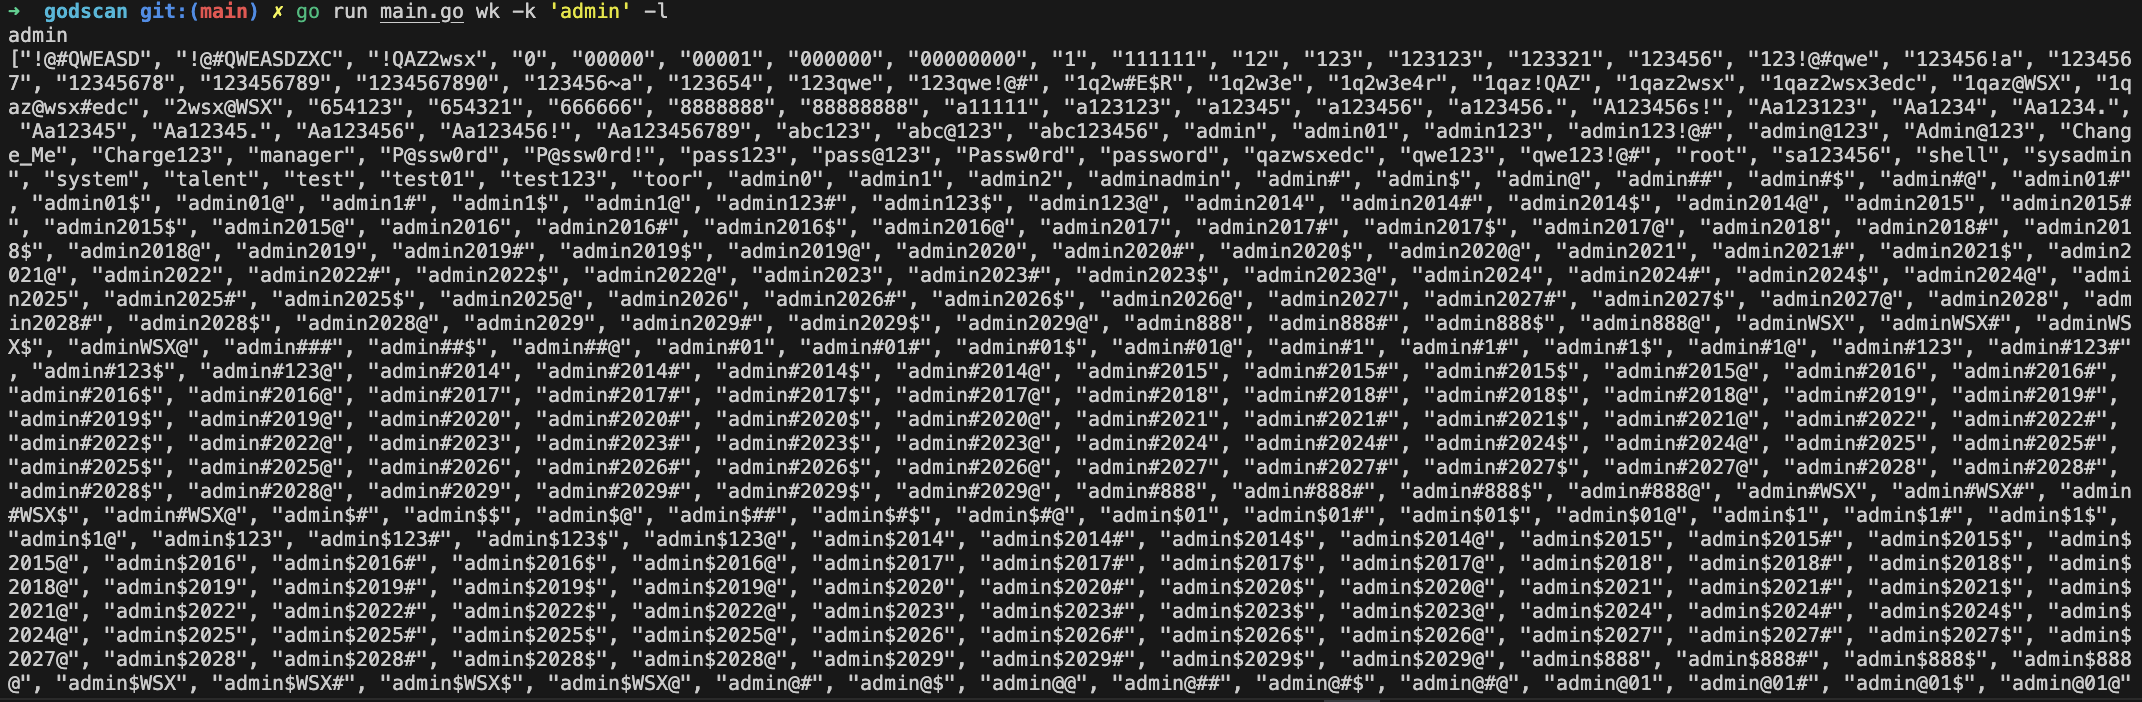 ➜  godscan git:(main) ✗ go run main.go wk -k 'admin' -l
admin
["!@#QWEASD", "!@#QWEASDZXC", "!QAZ2wsx", "0", "00000", "00001", "000000", "00000000", "1", "111111", "12", "123", "123123", "123321", "123456", "123!@#qwe", "123456!a", "123456
7", "12345678", "123456789", "1234567890", "123456~a", "123654", "123qwe", "123qwe!@#", "1q2w#E$R", "1q2w3e", "1q2w3e4r", "1qaz!QAZ", "1qaz2wsx", "1qaz2wsx3edc", "1qaz@WSX", "1q
az@wsx#edc", "2wsx@WSX", "654123", "654321", "666666", "8888888", "88888888", "a11111", "a123123", "a12345", "a123456", "a123456.", "A123456s!", "Aa123123", "Aa1234", "Aa1234.",
 "Aa12345", "Aa12345.", "Aa123456", "Aa123456!", "Aa123456789", "abc123", "abc@123", "abc123456", "admin", "admin01", "admin123", "admin123!@#", "admin@123", "Admin@123", "Chang
e_Me", "Charge123", "manager", "P@ssw0rd", "P@ssw0rd!", "pass123", "pass@123", "Passw0rd", "password", "qazwsxedc", "qwe123", "qwe123!@#", "root", "sa123456", "shell", "sysadmin
", "system", "talent", "test", "test01", "test123", "toor", "admin0", "admin1", "admin2", "adminadmin", "admin#", "admin$", "admin@", "admin##", "admin#$", "admin#@", "admin01#"
, "admin01$", "admin01@", "admin1#", "admin1$", "admin1@", "admin123#", "admin123$", "admin123@", "admin2014", "admin2014#", "admin2014$", "admin2014@", "admin2015", "admin2015#
", "admin2015$", "admin2015@", "admin2016", "admin2016#", "admin2016$", "admin2016@", "admin2017", "admin2017#", "admin2017$", "admin2017@", "admin2018", "admin2018#", "admin201
8$", "admin2018@", "admin2019", "admin2019#", "admin2019$", "admin2019@", "admin2020", "admin2020#", "admin2020$", "admin2020@", "admin2021", "admin2021#", "admin2021$", "admin2
021@", "admin2022", "admin2022#", "admin2022$", "admin2022@", "admin2023", "admin2023#", "admin2023$", "admin2023@", "admin2024", "admin2024#", "admin2024$", "admin2024@", "admi
n2025", "admin2025#", "admin2025$", "admin2025@", "admin2026", "admin2026#", "admin2026$", "admin2026@", "admin2027", "admin2027#", "admin2027$", "admin2027@", "admin2028", "adm
in2028#", "admin2028$", "admin2028@", "admin2029", "admin2029#", "admin2029$", "admin2029@", "admin888", "admin888#", "admin888$", "admin888@", "adminWSX", "adminWSX#", "adminWS
X$", "adminWSX@", "admin###", "admin##$", "admin##@", "admin#01", "admin#01#", "admin#01$", "admin#01@", "admin#1", "admin#1#", "admin#1$", "admin#1@", "admin#123", "admin#123#"
, "admin#123$", "admin#123@", "admin#2014", "admin#2014#", "admin#2014$", "admin#2014@", "admin#2015", "admin#2015#", "admin#2015$", "admin#2015@", "admin#2016", "admin#2016#",
"admin#2016$", "admin#2016@", "admin#2017", "admin#2017#", "admin#2017$", "admin#2017@", "admin#2018", "admin#2018#", "admin#2018$", "admin#2018@", "admin#2019", "admin#2019#",
"admin#2019$", "admin#2019@", "admin#2020", "admin#2020#", "admin#2020$", "admin#2020@", "admin#2021", "admin#2021#", "admin#2021$", "admin#2021@", "admin#2022", "admin#2022#",
"admin#2022$", "admin#2022@", "admin#2023", "admin#2023#", "admin#2023$", "admin#2023@", "admin#2024", "admin#2024#", "admin#2024$", "admin#2024@", "admin#2025", "admin#2025#",
"admin#2025$", "admin#2025@", "admin#2026", "admin#2026#", "admin#2026$", "admin#2026@", "admin#2027", "admin#2027#", "admin#2027$", "admin#2027@", "admin#2028", "admin#2028#",
"admin#2028$", "admin#2028@", "admin#2029", "admin#2029#", "admin#2029$", "admin#2029@", "admin#888", "admin#888#", "admin#888$", "admin#888@", "admin#WSX", "admin#WSX#", "admin
#WSX$", "admin#WSX@", "admin$#", "admin$$", "admin$@", "admin$##", "admin$#$", "admin$#@", "admin$01", "admin$01#", "admin$01$", "admin$01@", "admin$1", "admin$1#", "admin$1$",
"admin$1@", "admin$123", "admin$123#", "admin$123$", "admin$123@", "admin$2014", "admin$2014#", "admin$2014$", "admin$2014@", "admin$2015", "admin$2015#", "admin$2015$", "admin$
2015@", "admin$2016", "admin$2016#", "admin$2016$", "admin$2016@", "admin$2017", "admin$2017#", "admin$2017$", "admin$2017@", "admin$2018", "admin$2018#", "admin$2018$", "admin$
2018@", "admin$2019", "admin$2019#", "admin$2019$", "admin$2019@", "admin$2020", "admin$2020#", "admin$2020$", "admin$2020@", "admin$2021", "admin$2021#", "admin$2021$", "admin$
2021@", "admin$2022", "admin$2022#", "admin$2022$", "admin$2022@", "admin$2023", "admin$2023#", "admin$2023$", "admin$2023@", "admin$2024", "admin$2024#", "admin$2024$", "admin$
2024@", "admin$2025", "admin$2025#", "admin$2025$", "admin$2025@", "admin$2026", "admin$2026#", "admin$2026$", "admin$2026@", "admin$2027", "admin$2027#", "admin$2027$", "admin$
2027@", "admin$2028", "admin$2028#", "admin$2028$", "admin$2028@", "admin$2029", "admin$2029#", "admin$2029$", "admin$2029@", "admin$888", "admin$888#", "admin$888$", "admin$888
@", "admin$WSX", "admin$WSX#", "admin$WSX$", "admin$WSX@", "admin@#", "admin@$", "admin@@", "admin@##", "admin@#$", "admin@#@", "admin@01", "admin@01#", "admin@01$", "admin@01@"